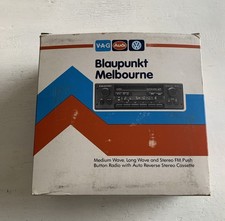 V·A·G Audi
Blaupunkt
Melbourne
Medium Wave, Long Wave and Stereo FM Push
Button Radio with Auto Reverse Stereo Cassette